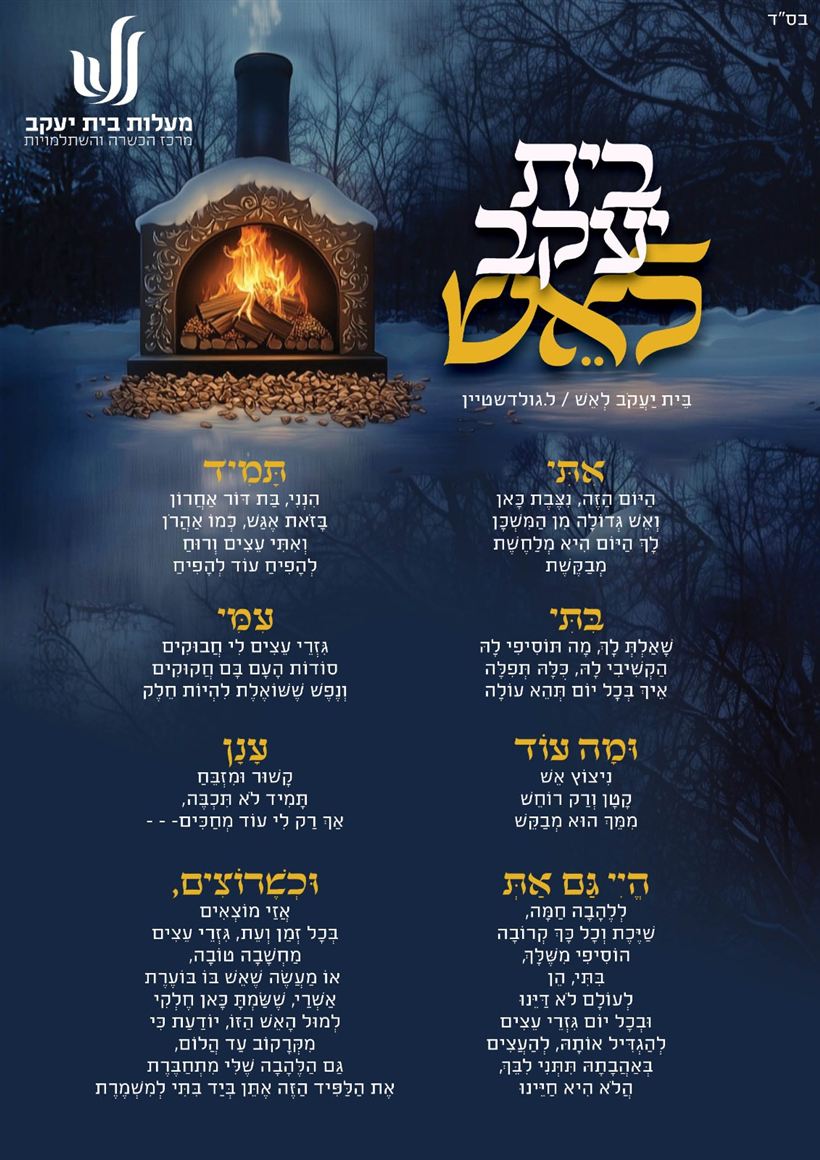 בס"ד
מעלות בית יעקב
מרכז הכשרה והשתלמויות
בית
יעקב
לאֵש
בֵּית יַעֲקֹב לְאֵשׁ / ל.גולדשטיין
אִתִּי
הַיּוֹם הַזֶּה, נִצֶּבֶת כָּאן
וְאֵשׁ גְּדוֹלָה מִן הַמִּשְׁכָּן
לָךְ הַיּוֹם הִיא מְלַחֶשֶׁת
מְבַקֶּשֶׁת
בִּתִּי
שָׁאַלְתְּ לָךְ, מָה תּוֹסִיפִי לָהּ
הַקְשִׁיבִי לָהּ, כֻּלָּהּ תְּפִלָּה
אֵיךְ בְּכָל יוֹם תְּהֵא עוֹלָה
וּמָה עוֹד
נִיצוֹץ אֵשׁ
קָטָן וְרַק רוֹחֵשׁ
מִמֵּךְ הוּא מְבַקֵּשׁ
הֲיִי גַּם אַתְּ
לְלֶהָבָה חַמָּה,
שַׁיֶּכֶת וְכָל כָּךְ קְרוֹבָה
הוֹסִיפִי מִשֶּׁלָּךְ,
בִּתִּי, הֵן
לְעוֹלָם לֹא דַּיֵּנוּ
וּבְכָל יוֹם גִּזְרֵי עֵצִים
לְהַגְדִּיל אוֹתָהּ, לְהַעֲצִים
בְּאַהֲבָתָהּ תִּתְּנִי לִבֵּךְ,
הֲלֹא הִיא חַיֵּינוּ
תָּמִיד
הִנְנִי, בַּת דּוֹר אַחֲרוֹן
בָּזֹאת אֶגַּשׁ, כְּמוֹ אַהֲרֹן
וְאִתִּי עֵצִים וְרוּחַ
לְהָפִיחַ עוֹד לְהָפִיחַ
עִמִּי
גִּזְרֵי עֵצִים לִי חֲבוּקִים
סוֹדוֹת הָעָם בָּם חֲקוּקִים
וְנֶפֶשׁ שֶׁשּׁוֹאֶלֶת לִהְיוֹת חֵלֶק
עָנָן
קָשׁוּר וּמִזְבֵּחַ
תָּמִיד לֹא תִּכְבֶּה,
אַךְ רַק לִי עוֹד מְחַכִּים- - -
וּכְשֶׁרוֹצִים,
אֲזַי מוֹצְאִים
בְּכָל זְמַן וְעֵת, גִּזְרֵי עֵצִים
מַחְשָׁבָה טוֹבָה,
אוֹ מַעֲשֶׂה שֶׁאֵשׁ בּוֹ בּוֹעֶרֶת
אַשְׁרַי, שֶׁשַּׂמְתָּ כָּאן חֶלְקִי
לְמוּל הָאֵשׁ הַזּוֹ, יוֹדַעַת כִּי
מִקְּרָקוֹב עַד הֲלוֹם,
גַּם הַלֶּהָבָה שֶׁלִּי מִתְחַבֶּרֶת
אֶת הַלַּפִּיד הַזֶּה אֶתֵּן בְּיַד בִּתִּי לְמִשְׁמֶרֶת